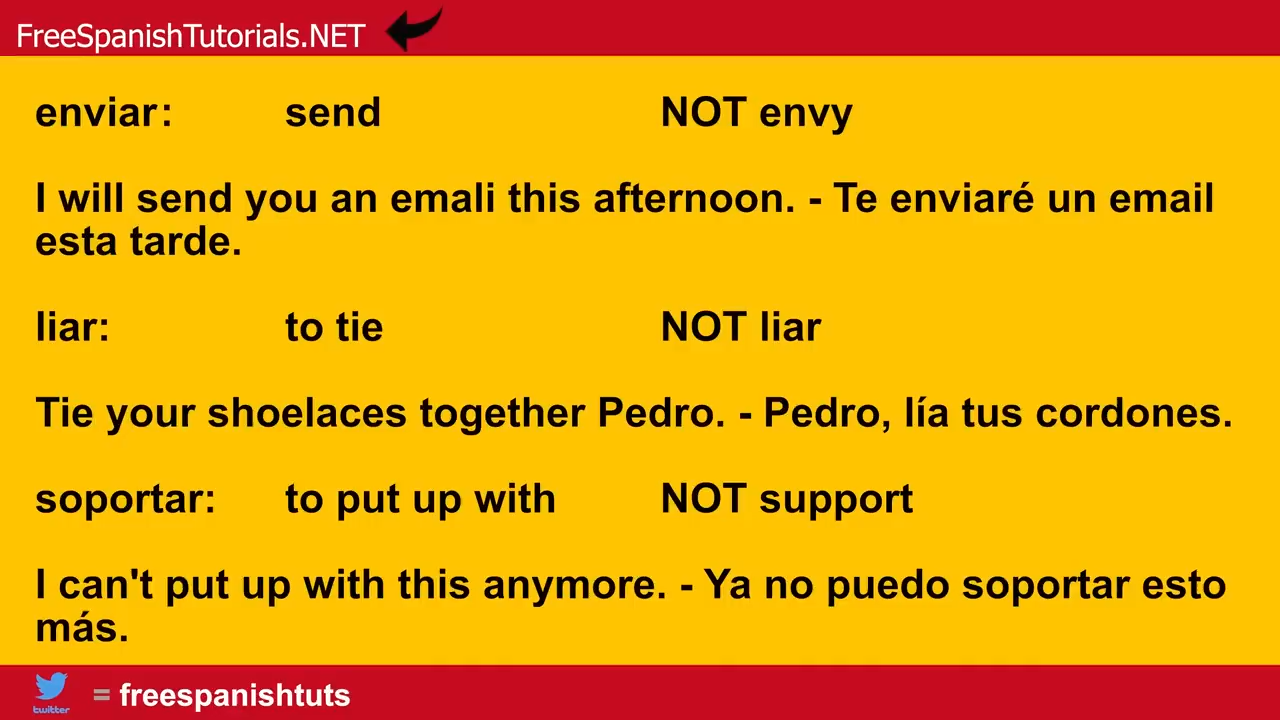 FreeSpanishTutorials.NET
enviar: send NOT envy
I will send you an emali this afternoon. - Te enviaré un email
esta tarde.
liar: to tie NOT liar
Tie your shoelaces together Pedro. - Pedro, lía tus cordones.
soportar: to put up with NOT support
I can't put up with this anymore. - Ya no puedo soportar esto
más.
twitter = freespanishtuts